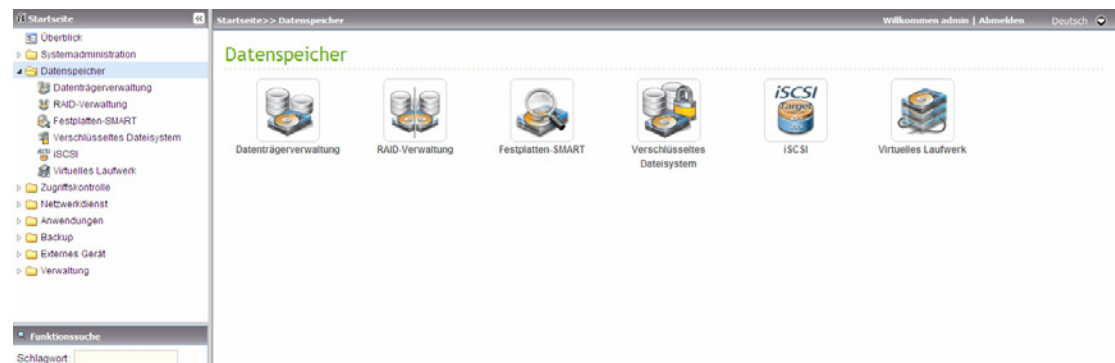 Startseite
Startseite>> Datenspeicher
Willkommen admin | Abmelden
Deutsch
Überblick
Systemadministration
Datenspeicher
Datenträgerverwaltung
RAID-Verwaltung
Festplatten-SMART
Verschlüsseltes Dateisystem
iSCSI
Virtuelles Laufwerk
Zugriffskontrolle
Netzwerkdienst
Anwendungen
Backup
Externes Gerät
Verwaltung
Funktionssuche
Schlagwort:
Datenspeicher
Datenträgerverwaltung
RAID-Verwaltung
Festplatten-SMART
Verschlüsseltes
Dateisystem
iSCSI
Target
iSCSI
Virtuelles Laufwerk